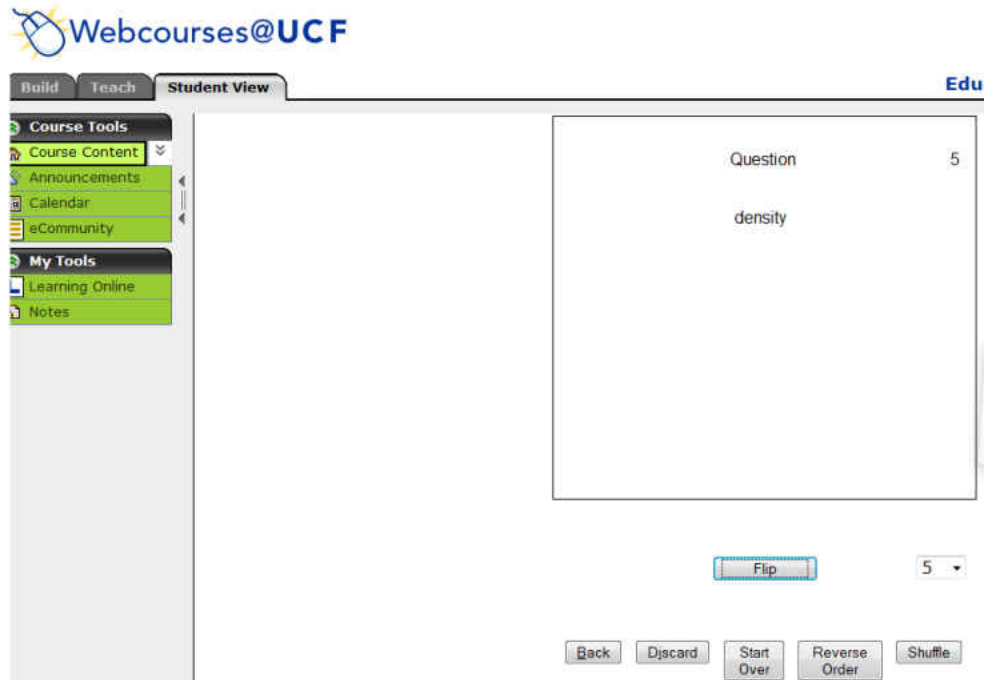 Webcourses@UCF
Build Teach Student View
Edu
Course Tools
Course Content
Announcements
Calendar
eCommunity
My Tools
Learning Online
Notes
Question 5
density
Flip 5
Back Discard Start Over Reverse Order Shuffle